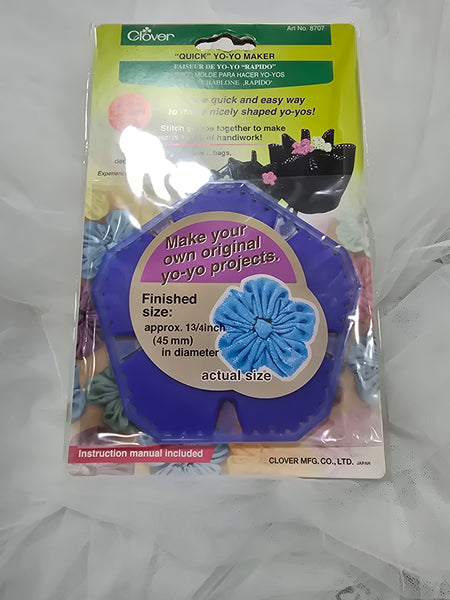 Art No. 8707
Clover
"QUICK" YO-YO MAKER
FAISEUR DE YO-YO "RAPIDO"
MOLDE PARA HACER YO-YOS
quick and easy way
nicely shaped yo-yos!
Stitch together to make
handiwork!
bags,
Make your
own original
yo-yo projects.
Finished
size:
approx. 1 3/4inch
(45 mm)
in diameter
actual size
Instruction manual included
CLOVER MFG. CO., LTD. JAPAN